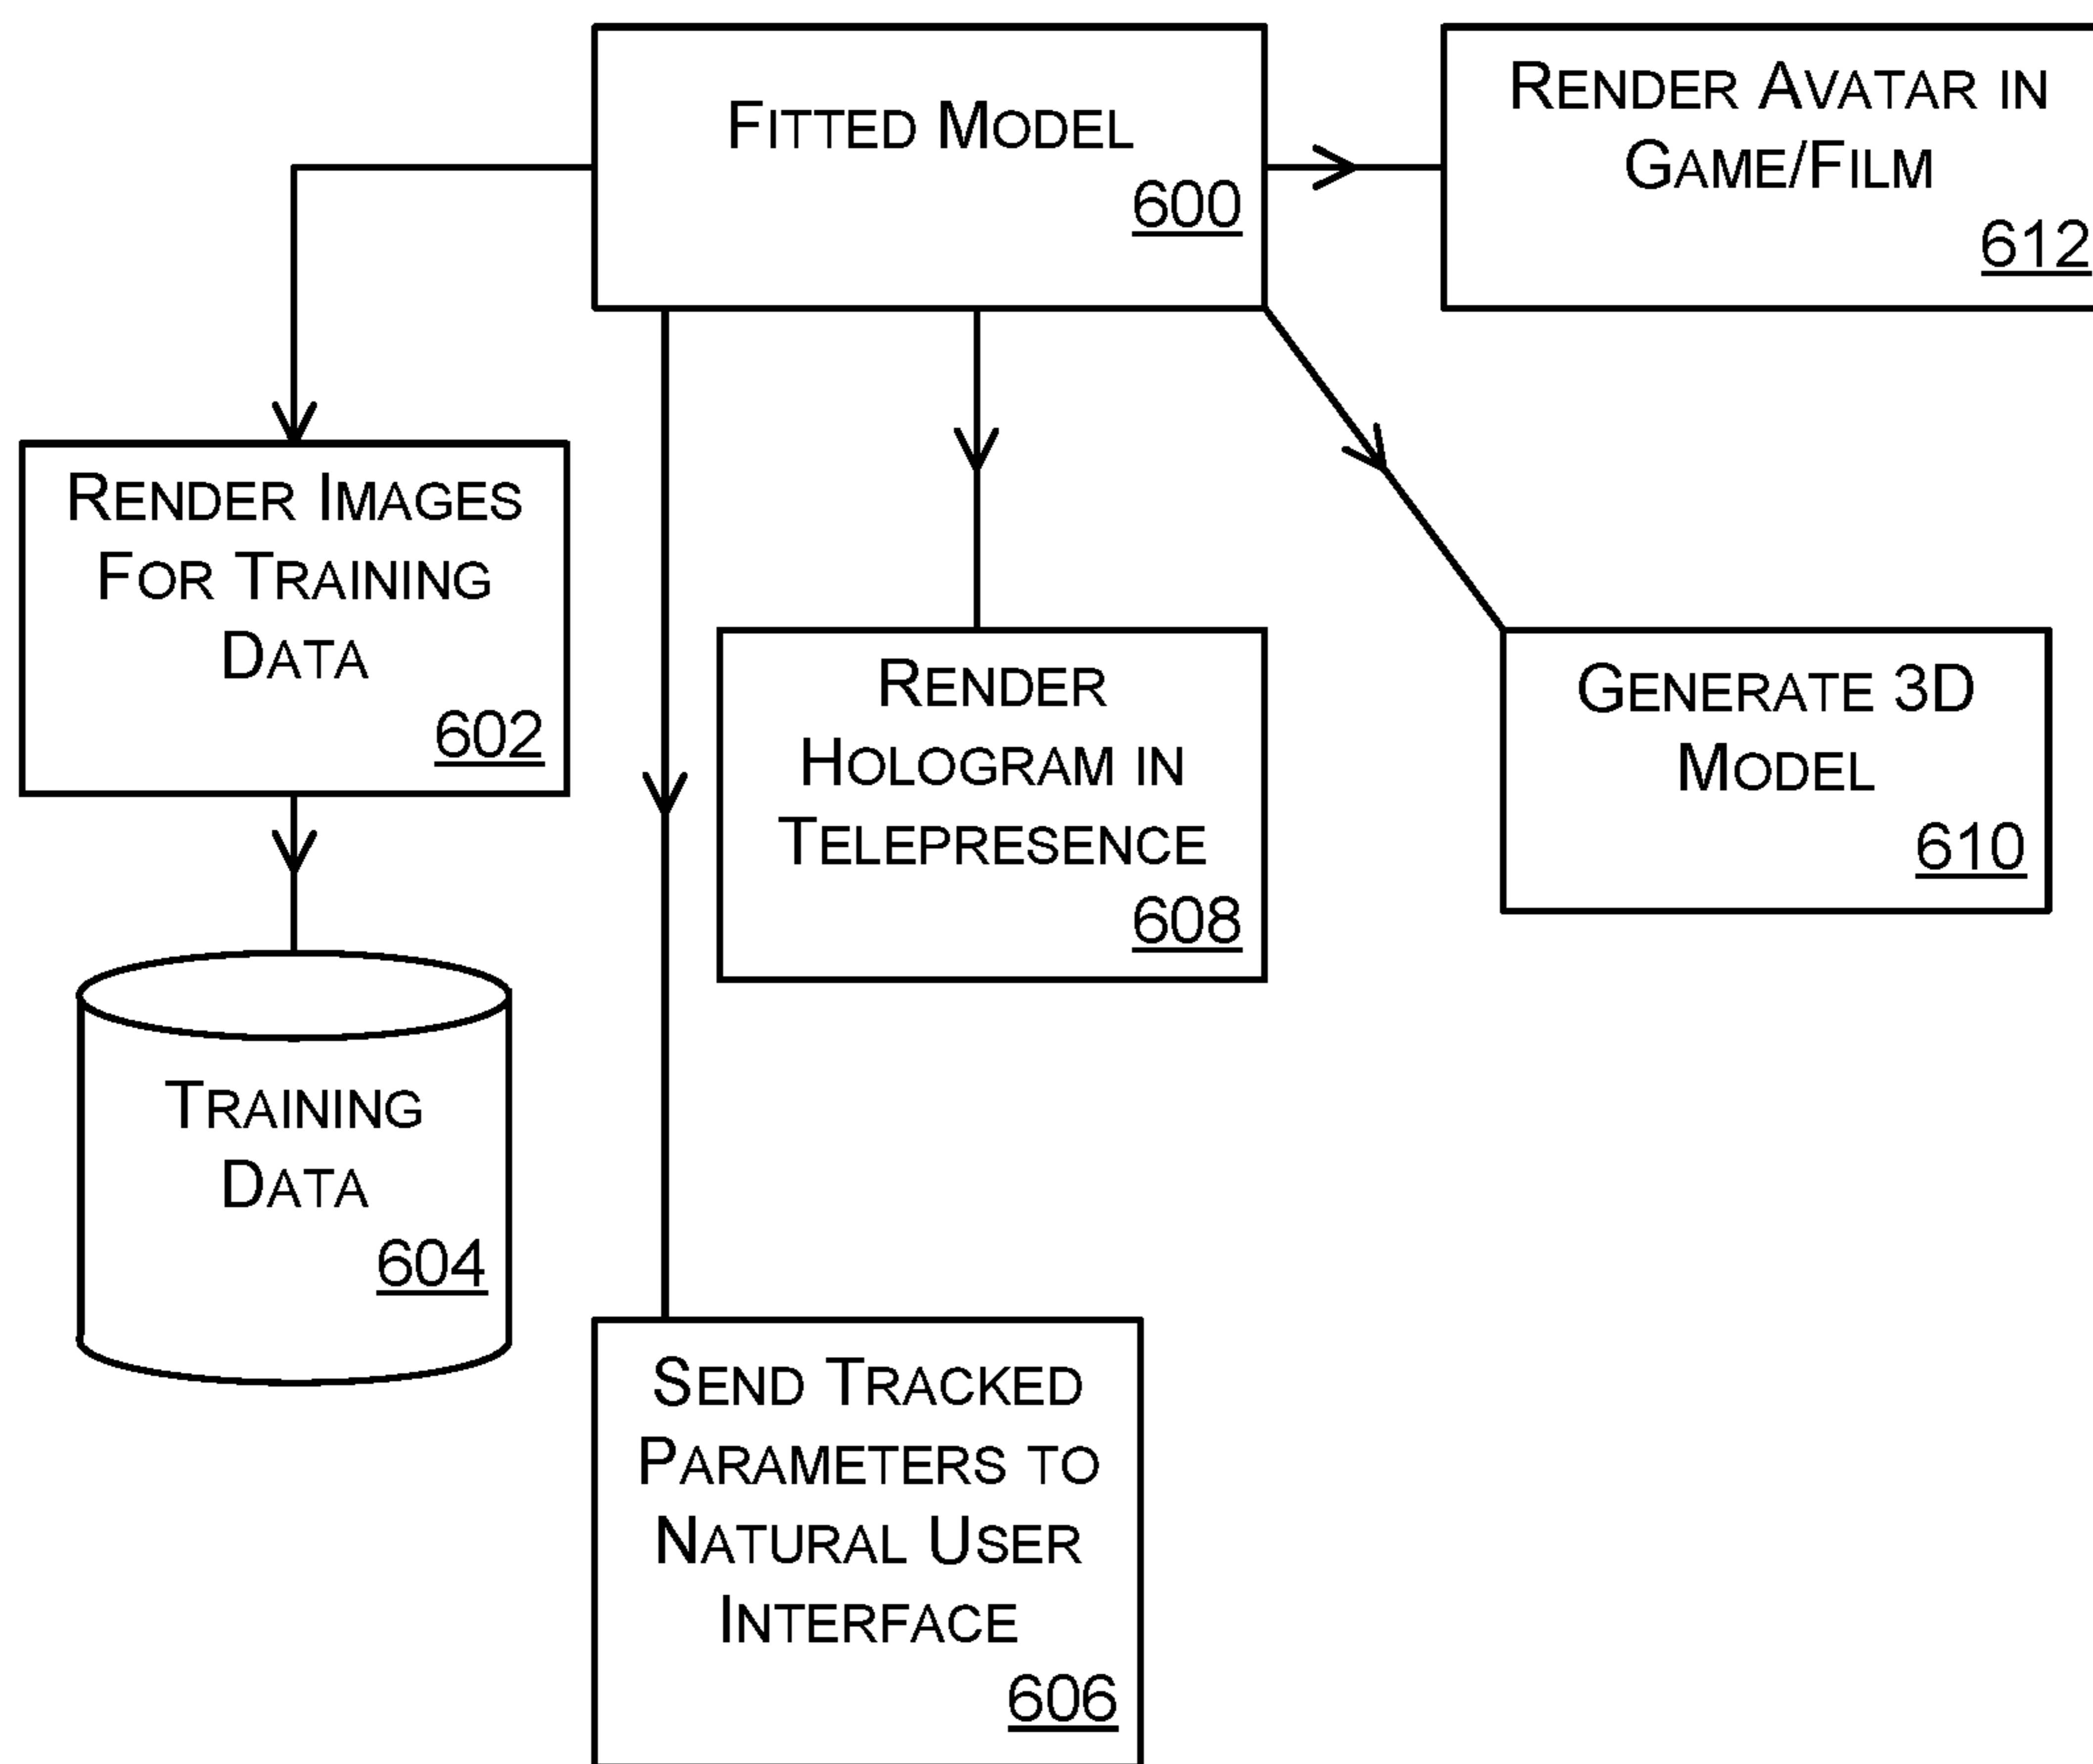 FITTED MODEL
600
RENDER AVATAR IN
GAME/FILM
612
RENDER IMAGES
FOR TRAINING
DATA
602
RENDER
HOLOGRAM IN
TELEPRESENCE
608
GENERATE 3D
MODEL
610
TRAINING
DATA
604
SEND TRACKED
PARAMETERS TO
NATURAL USER
INTERFACE
606